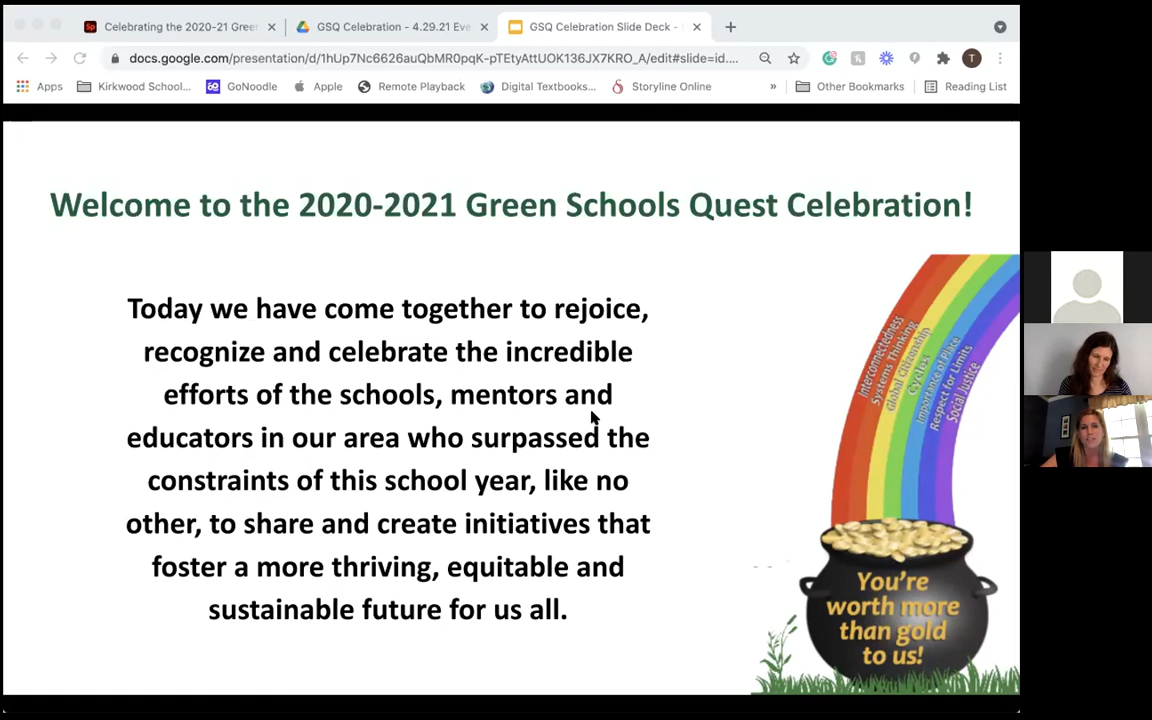 Celebrating the 2020-21 Green
GSQ Celebration - 4.29.21 Eve
GSQ Celebration Slide Deck -
docs.google.com/presentation/d/1hUp7Nc6626auQbMR0pqK-pTEtyAttUOK136JX7KRO_A/edit#slide=id....
T
Apps
Kirkwood School...
GoNoodle
Apple
Remote Playback
Digital Textbooks...
Storyline Online
»
Other Bookmarks
Reading List
Welcome to the 2020-2021 Green Schools Quest Celebration!
Today we have come together to rejoice,
recognize and celebrate the incredible
efforts of the schools, mentors and
educators in our area who surpassed the
constraints of this school year, like no
other, to share and create initiatives that
foster a more thriving, equitable and
sustainable future for us all.
Interconnectedness
Systems Thinking
Global Citizenship
Cycles
Importance of Place
Respect for Limits
Social Justice
You're
worth more
than gold
to us!